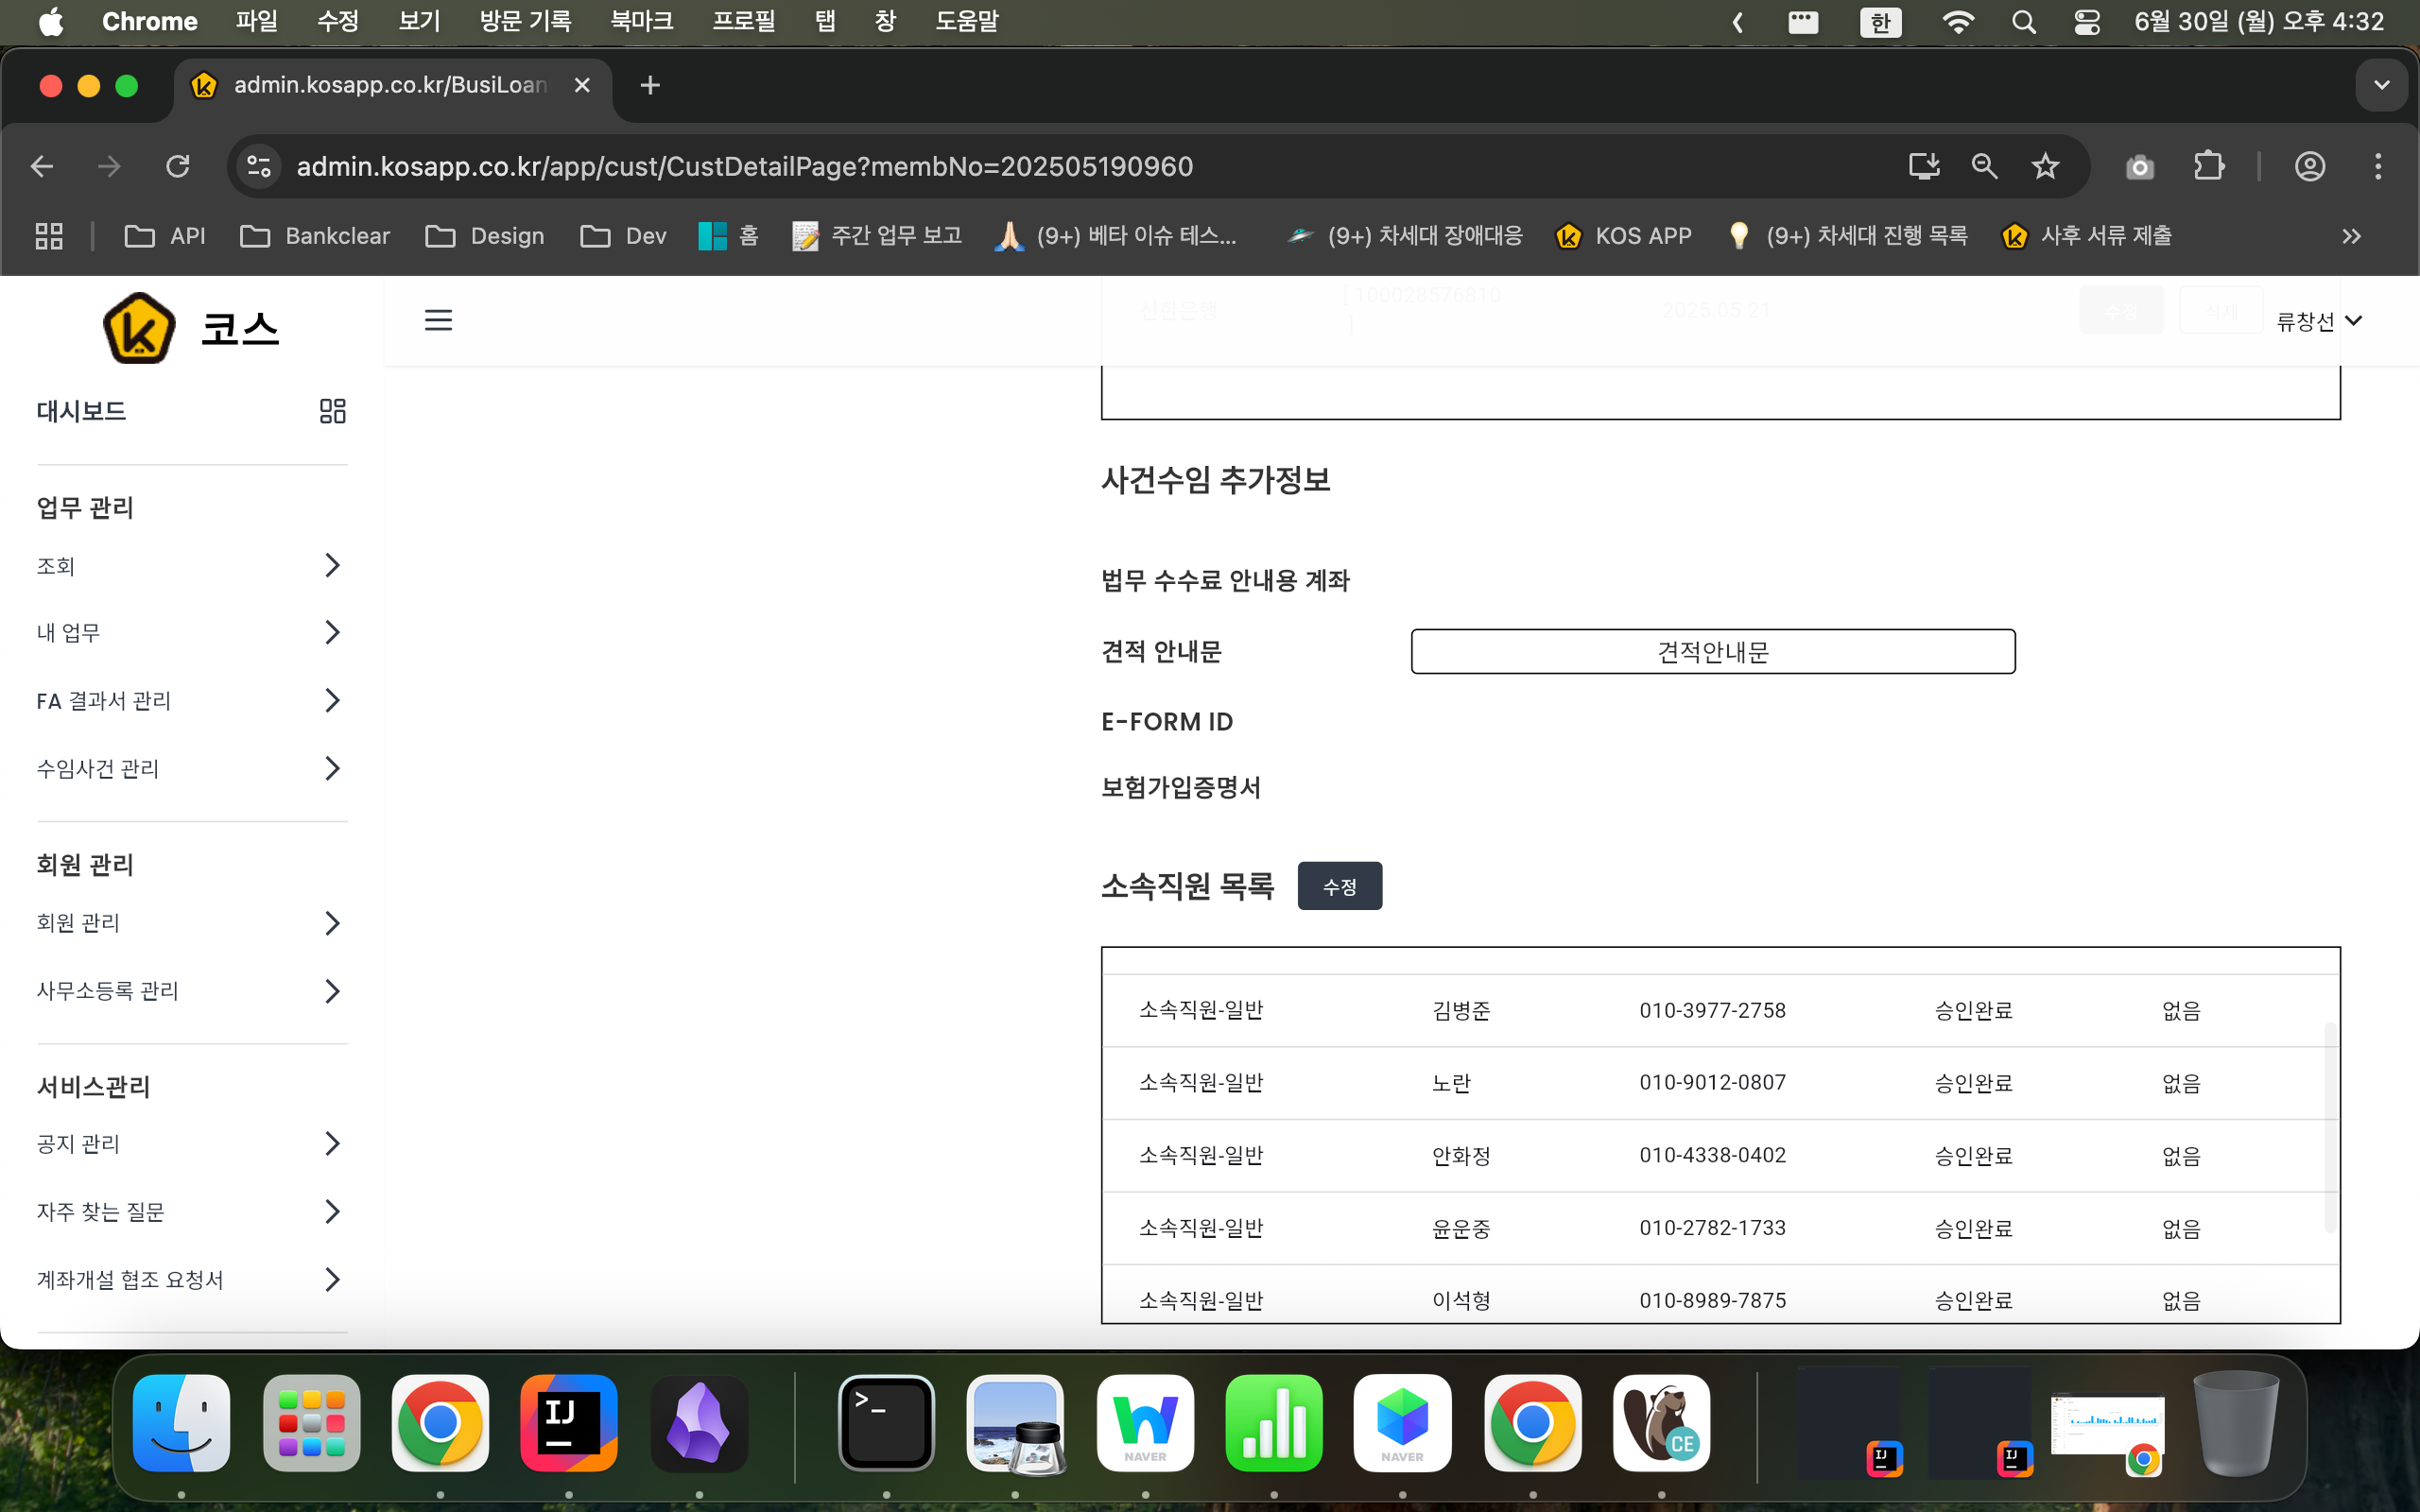 Chrome 파일 수정 보기 방문 기록 북마크 프로필 탭 창 도움말 한 6월 30일 (월) 오후 4:32
admin.kosapp.co.kr/BusiLoan
admin.kosapp.co.kr/app/cust/CustDetailPage?membNo=202505190960
API Bankclear Design Dev 홈 주간 업무 보고 (9+) 베타 이슈 테스... (9+) 차세대 장애대응 KOS APP (9+) 차세대 진행 목록 사후 서류 제출
코스
신한은행 [ 100028576810 ] 2025.05.21 수정 삭제 류창선
대시보드
업무 관리
조회
내 업무
FA 결과서 관리
수임사건 관리
회원 관리
회원 관리
사무소등록 관리
서비스관리
공지 관리
자주 찾는 질문
계좌개설 협조 요청서
사건수임 추가정보
법무 수수료 안내용 계좌
견적 안내문 견적안내문
E-FORM ID
보험가입증명서
소속직원 목록 수정
소속직원-일반 김병준 010-3977-2758 승인완료 없음
소속직원-일반 노란 010-9012-0807 승인완료 없음
소속직원-일반 안화정 010-4338-0402 승인완료 없음
소속직원-일반 윤운중 010-2782-1733 승인완료 없음
소속직원-일반 이석형 010-8989-7875 승인완료 없음
IJ
>_
NAVER
NAVER
CE
IJ
IJ